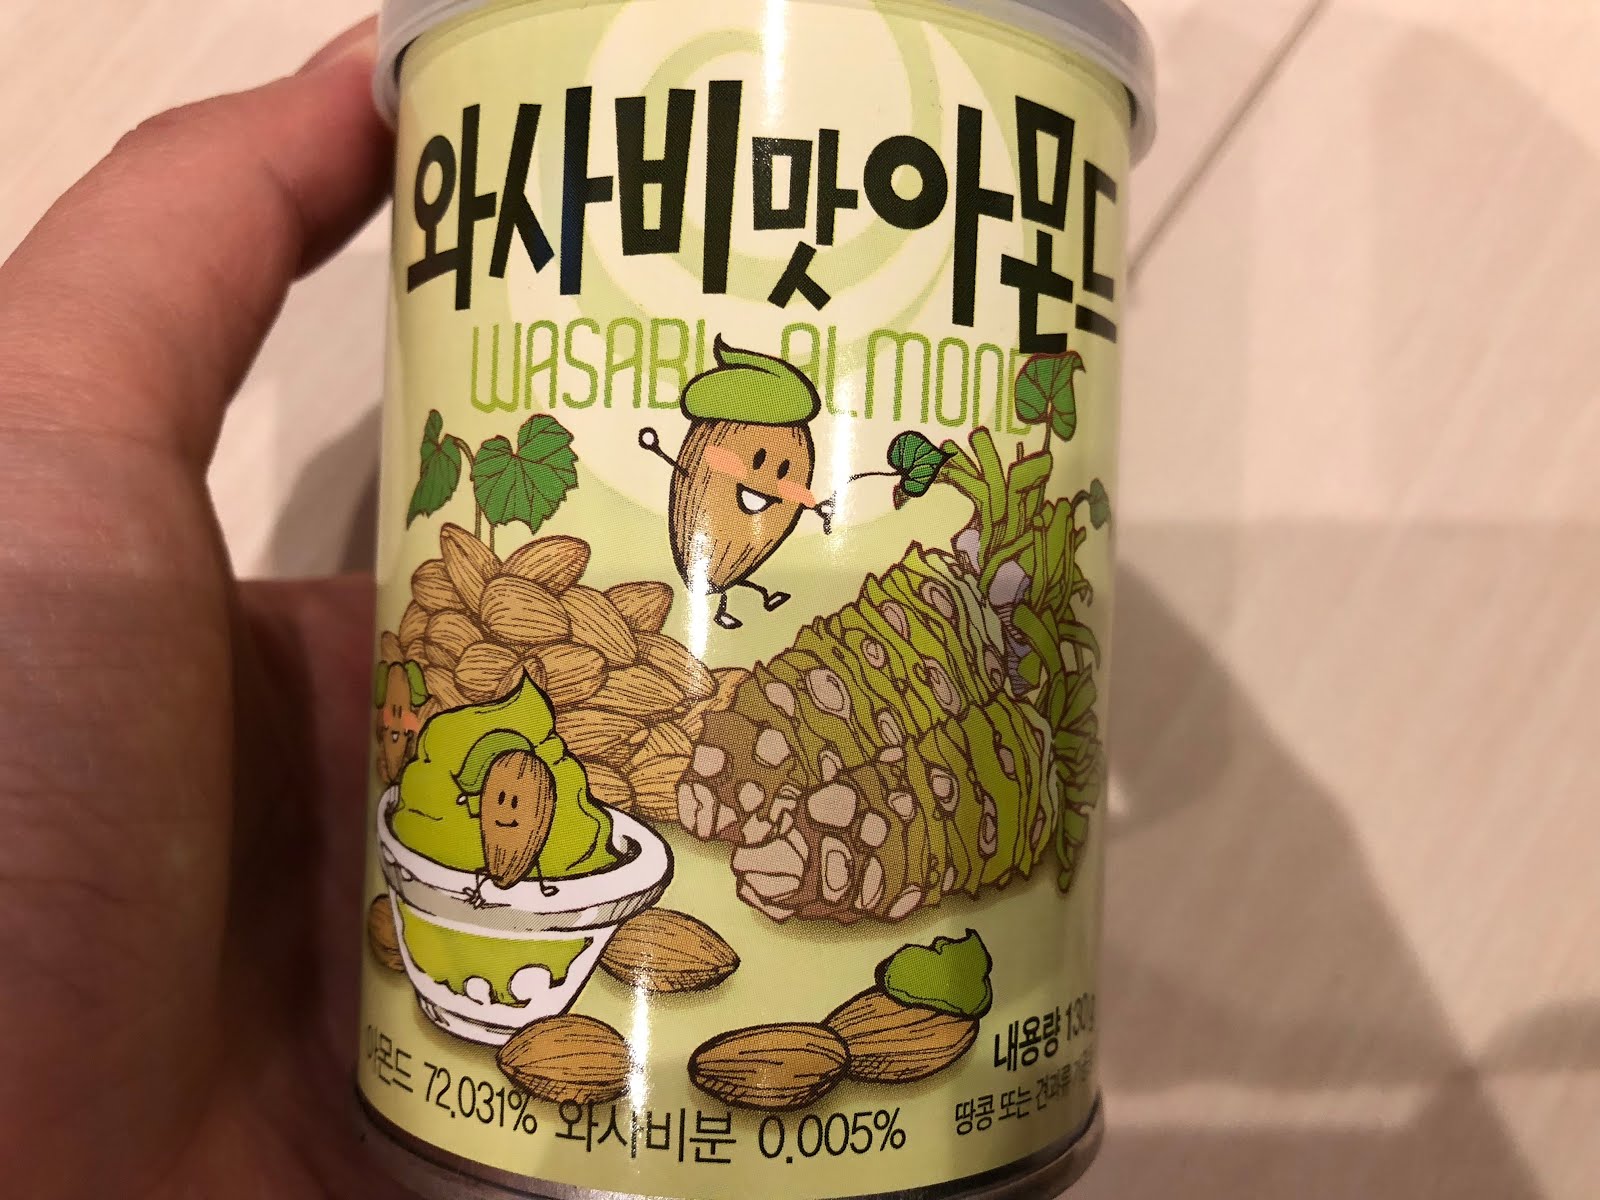 와사비맛아몬드
WASABI ALMOND
아몬드 72.031% 와사비분 0.005%
내용량 130g
땅콩 또는 견과류